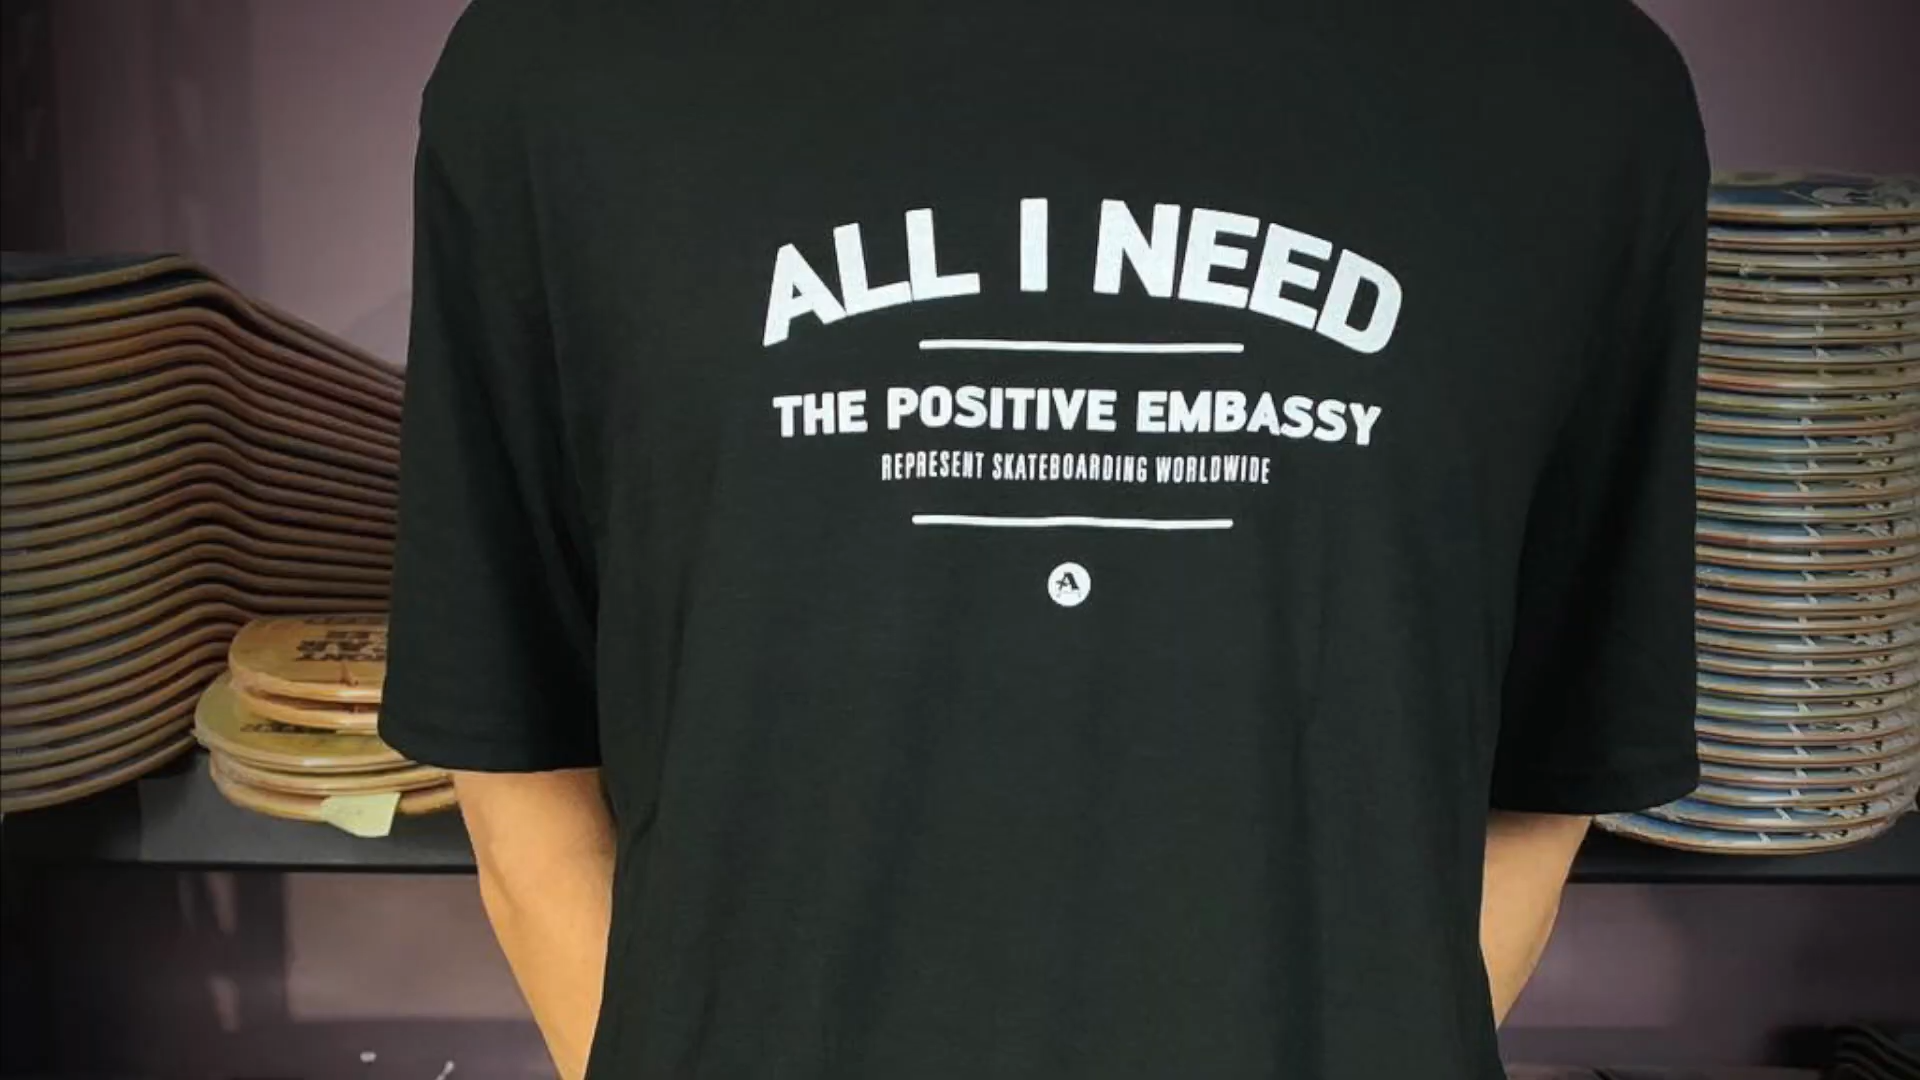 ALL I NEED
THE POSITIVE EMBASSY
REPRESENT SKATEBOARDING WORLDWIDE
A